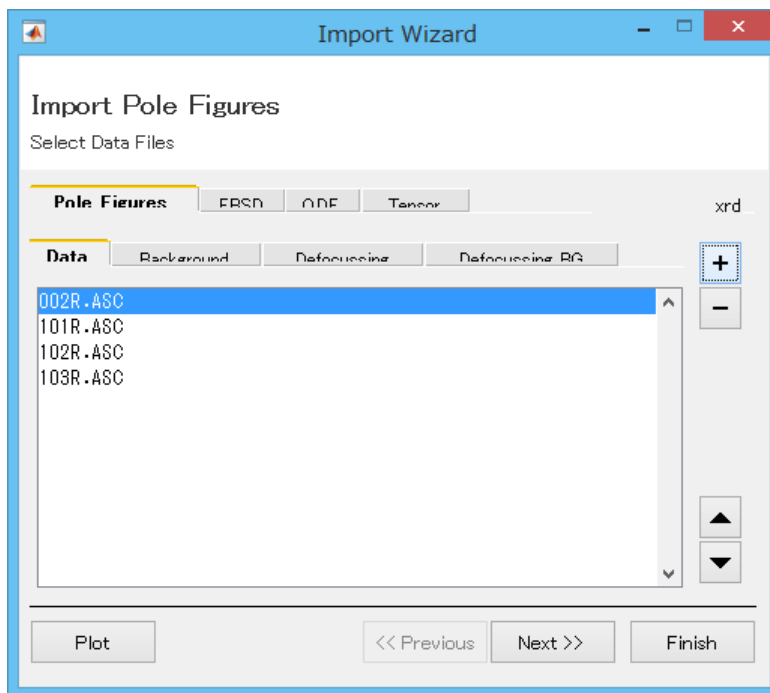 Import Wizard
Import Pole Figures
Select Data Files
Pole Figures EBSD ODF Tensor xrd
Data Background Defocussing Defocussing BG
+
002R.ASC
−
101R.ASC
102R.ASC
103R.ASC
Plot << Previous Next >> Finish